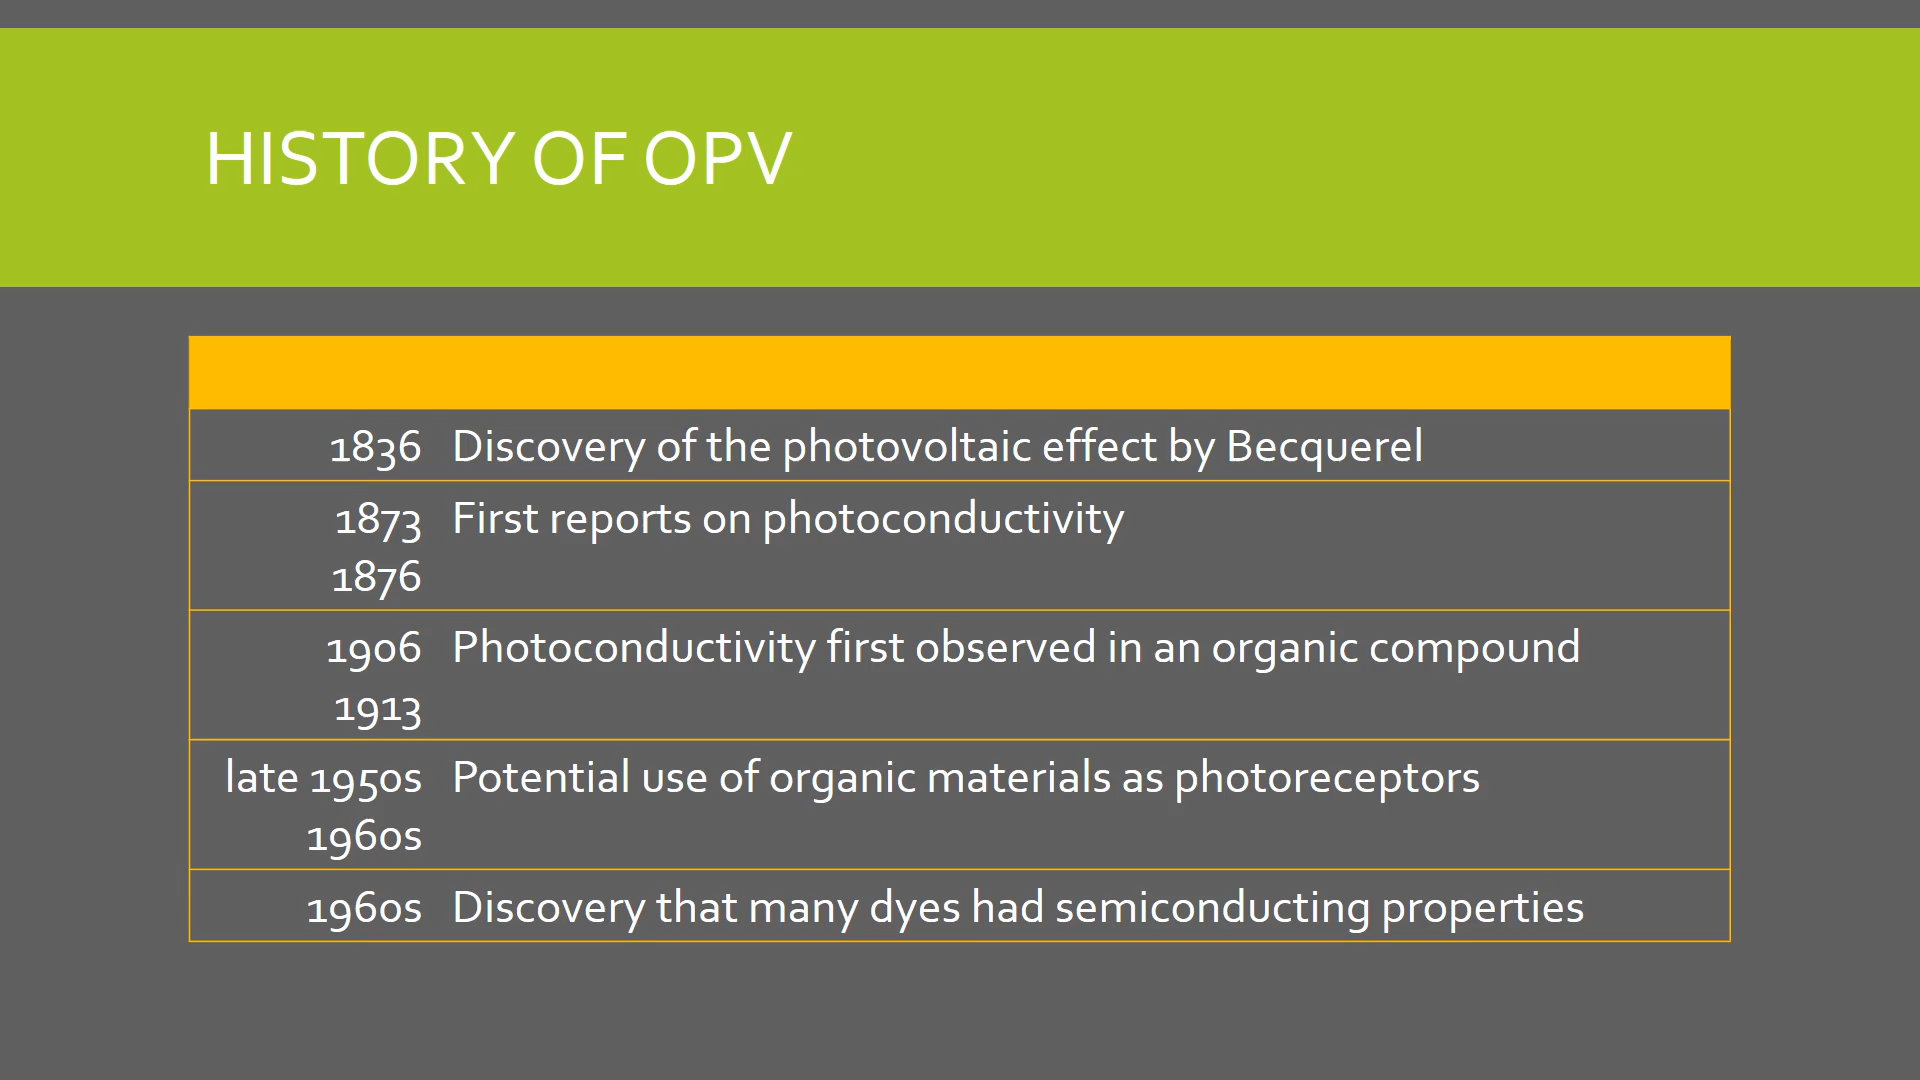 HISTORY OF OPV
1836 Discovery of the photovoltaic effect by Becquerel
1873 First reports on photoconductivity
1876
1906 Photoconductivity first observed in an organic compound
1913
late 1950s Potential use of organic materials as photoreceptors
1960s
1960s Discovery that many dyes had semiconducting properties